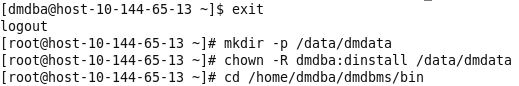 [dmdba@host-10-144-65-13 ~]$ exit
logout
[root@host-10-144-65-13 ~]# mkdir -p /data/dmdata
[root@host-10-144-65-13 ~]# chown -R dmdba:dinstall /data/dmdata
[root@host-10-144-65-13 ~]# cd /home/dmdba/dmdbms/bin